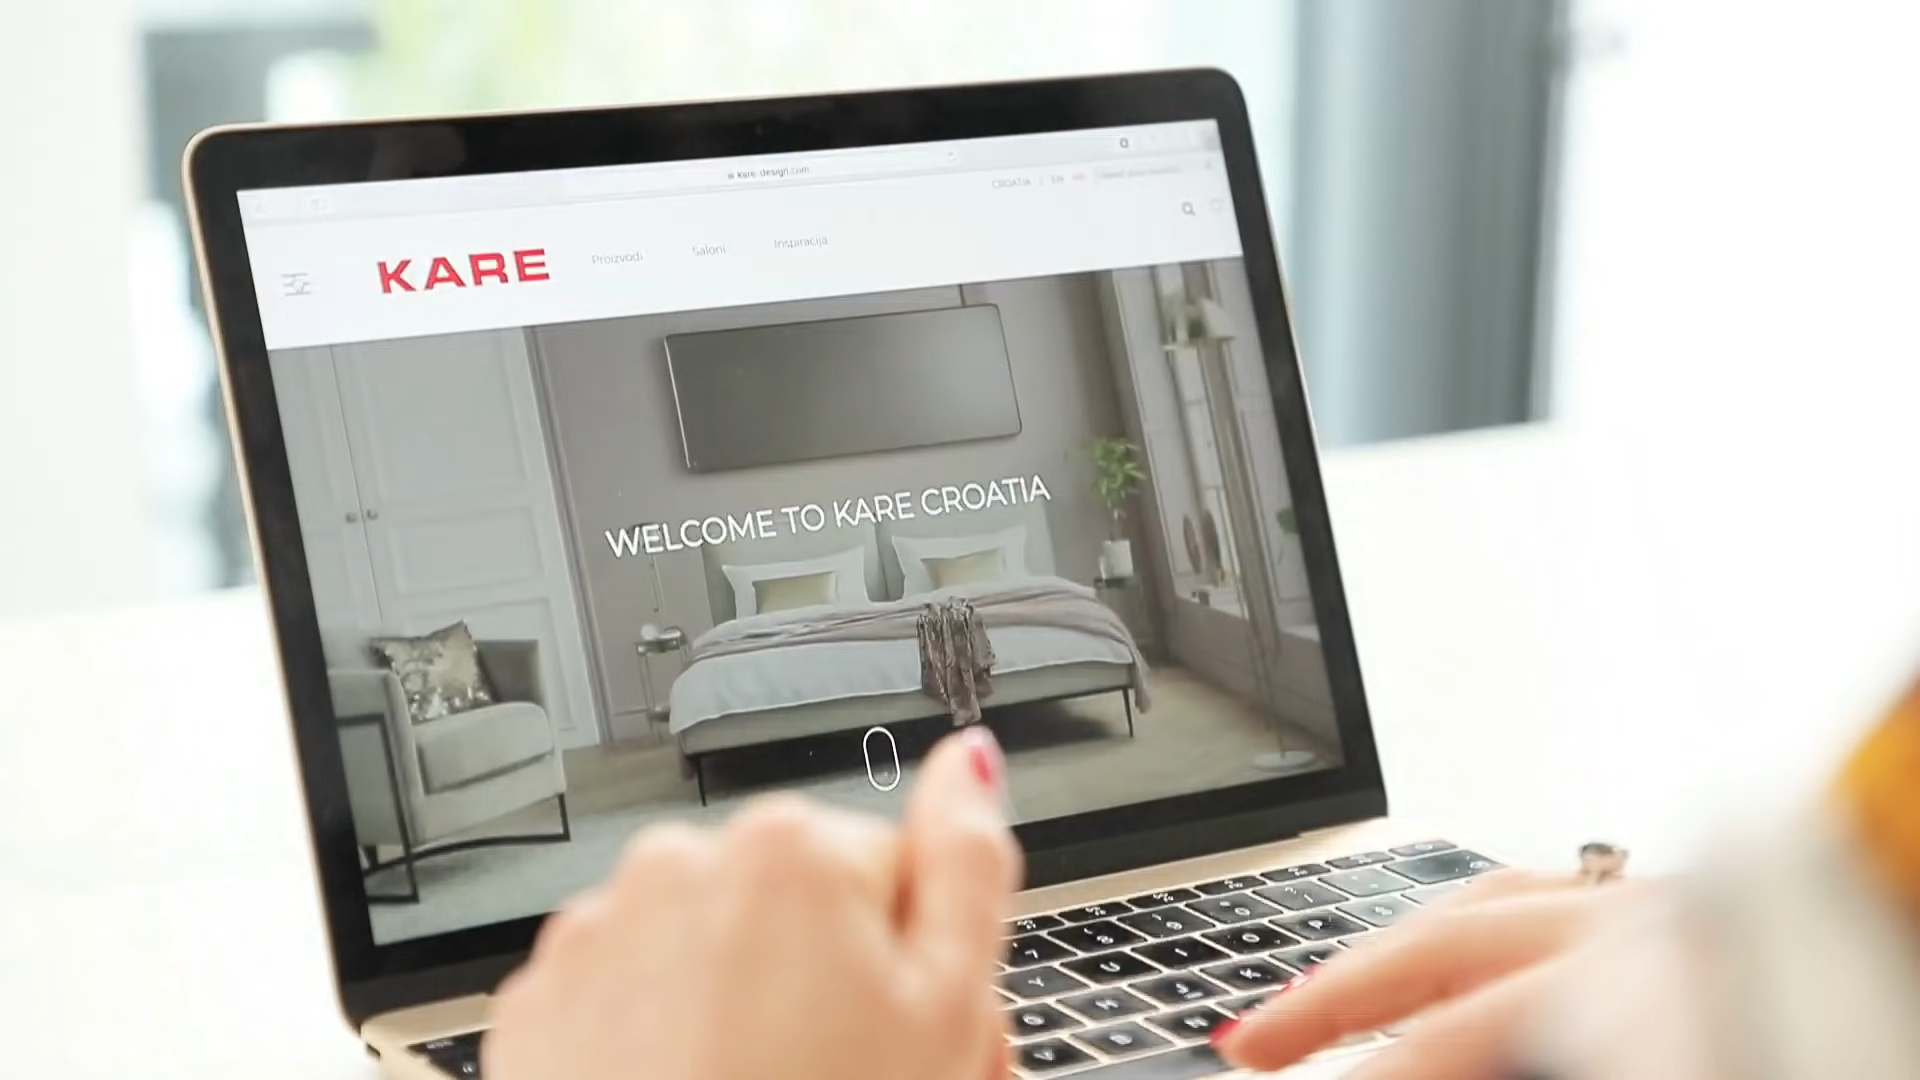 kare-design.com
CROATIA
KARE
Proizvodi
Saloni
Inspiracija
WELCOME TO KARE CROATIA